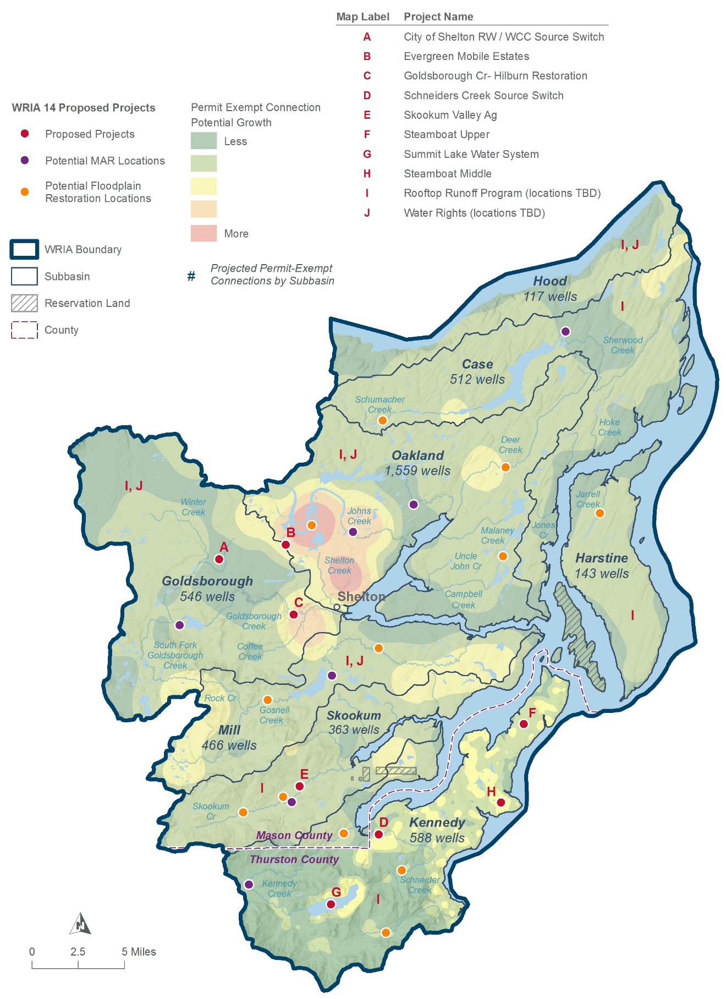 Map Label Project Name
A City of Shelton RW / WCC Source Switch
B Evergreen Mobile Estates
C Goldsborough Cr- Hilburn Restoration
D Schneiders Creek Source Switch
E Skookum Valley Ag
F Steamboat Upper
G Summit Lake Water System
H Steamboat Middle
I Rooftop Runoff Program (locations TBD)
J Water Rights (locations TBD)
WRIA 14 Proposed Projects
Proposed Projects
Potential MAR Locations
Potential Floodplain
Restoration Locations
WRIA Boundary
Subbasin
Reservation Land
County
Permit Exempt Connection
Potential Growth
Less
More
# Projected Permit-Exempt
Connections by Subbasin
I, J
Hood
117 wells
I
Sherwood
Creek
Case
512 wells
Schumacher
Creek
Hoke
Creek
Deer
Creek
I, J
Oakland
1,559 wells
I, J
Winter
Creek
Jarrell
Creek
Johns
Creek
B
Malaney
Creek
Jones
Cr
A
Uncle
John Cr
Shelton
Creek
Harstine
143 wells
Goldsborough
546 wells
Shelton
Campbell
Creek
C
Goldsborough
Creek
I
South Fork
Goldsborough
Creek
Coffee
Creek
I, J
Rock Cr
Gosnell
Creek
Skookum
363 wells
F
Mill
466 wells
E
I
H
Skookum
Cr
D
Kennedy
588 wells
Mason County
Thurston County
Kennedy
Creek
Schneider
Creek
G
I
N
0 2.5 5 Miles